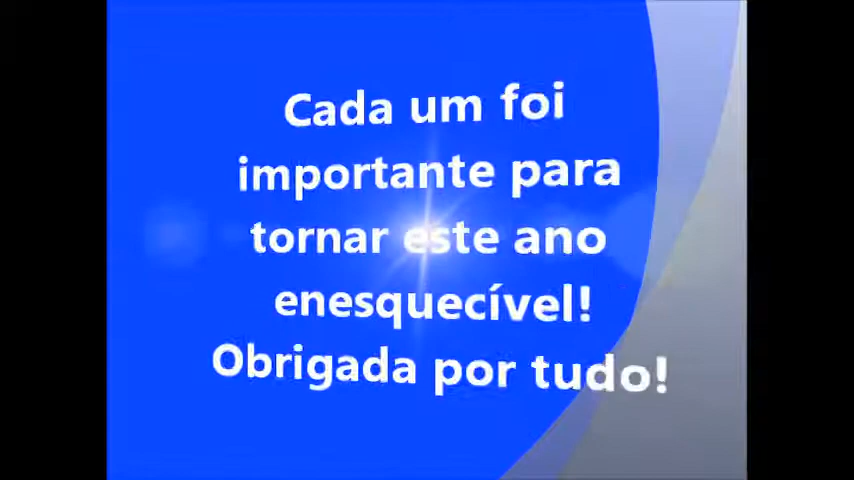 Cada um foi
importante para
tornar este ano
enesquecível!
Obrigada por tudo!